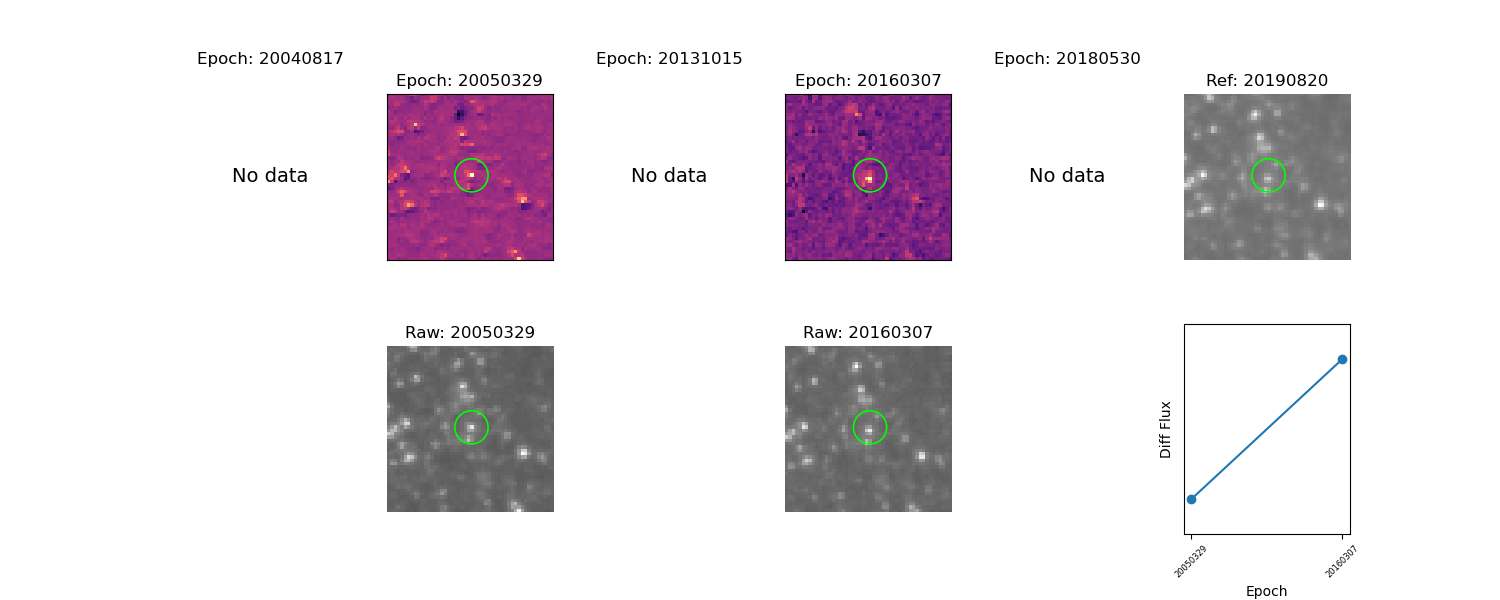 Epoch: 20040817
Epoch: 20131015
Epoch: 20180530
Epoch: 20050329
Epoch: 20160307
Ref: 20190820
No data
No data
No data
Raw: 20050329
Raw: 20160307
Diff Flux
20050329
20160307
Epoch